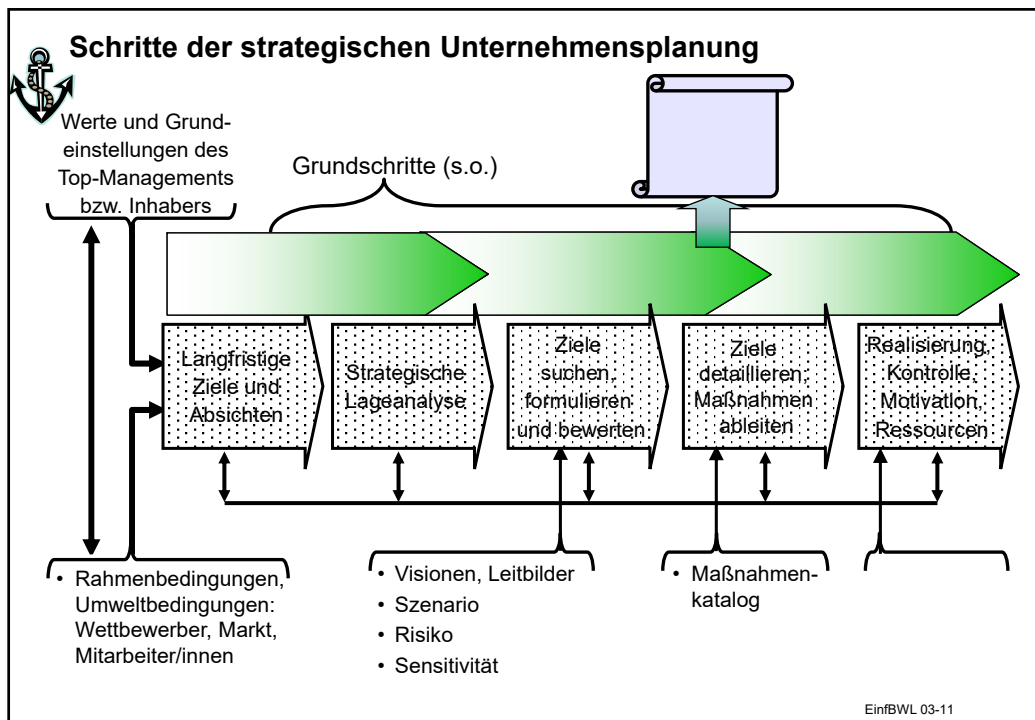 Schritte der strategischen Unternehmensplanung
Werte und Grund-
einstellungen des
Top-Managements
bzw. Inhabers
Grundschritte (s.o.)
Langfristige
Ziele und
Absichten
Strategische
Lageanalyse
Ziele
suchen,
formulieren
und bewerten
Ziele
detaillieren,
Maßnahmen
ableiten
Realisierung,
Kontrolle,
Motivation,
Ressourcen
• Rahmenbedingungen,
Umweltbedingungen:
Wettbewerber, Markt,
Mitarbeiter/innen
• Visionen, Leitbilder
• Szenario
• Risiko
• Sensitivität
• Maßnahmen-
katalog
EinfBWL 03-11